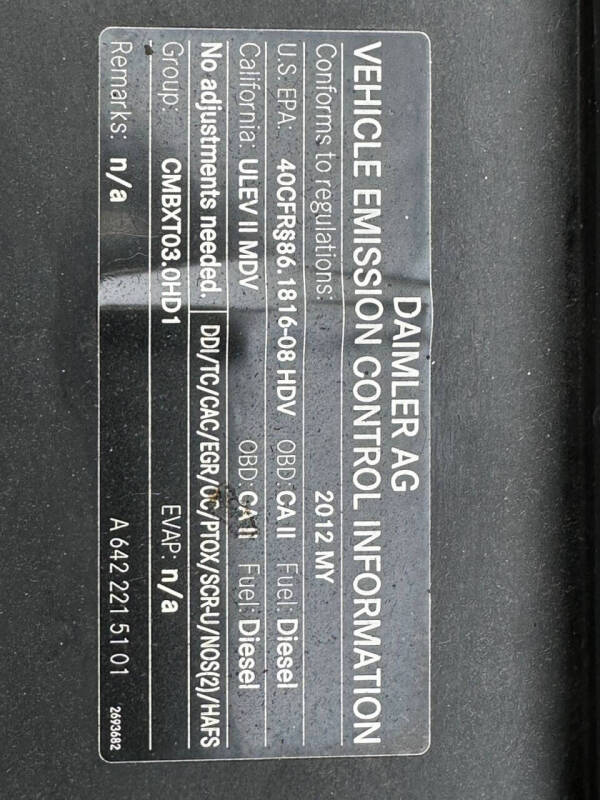 DAIMLER AG
VEHICLE EMISSION CONTROL INFORMATION
Conforms to regulations: 2012 MY
U.S. EPA: 40CFR§86.1816-08 HDV OBD: CA II Fuel: Diesel
California: ULEV II MDV OBD: CA II Fuel: Diesel
No adjustments needed. DDI/TC/CAC/EGR/OC/PTOX/SCR-U/NOS(2)/HAFS
Group: CMBXT03.0HD1 EVAP: n/a
Remarks: n/a A 642 221 51 01 2693682